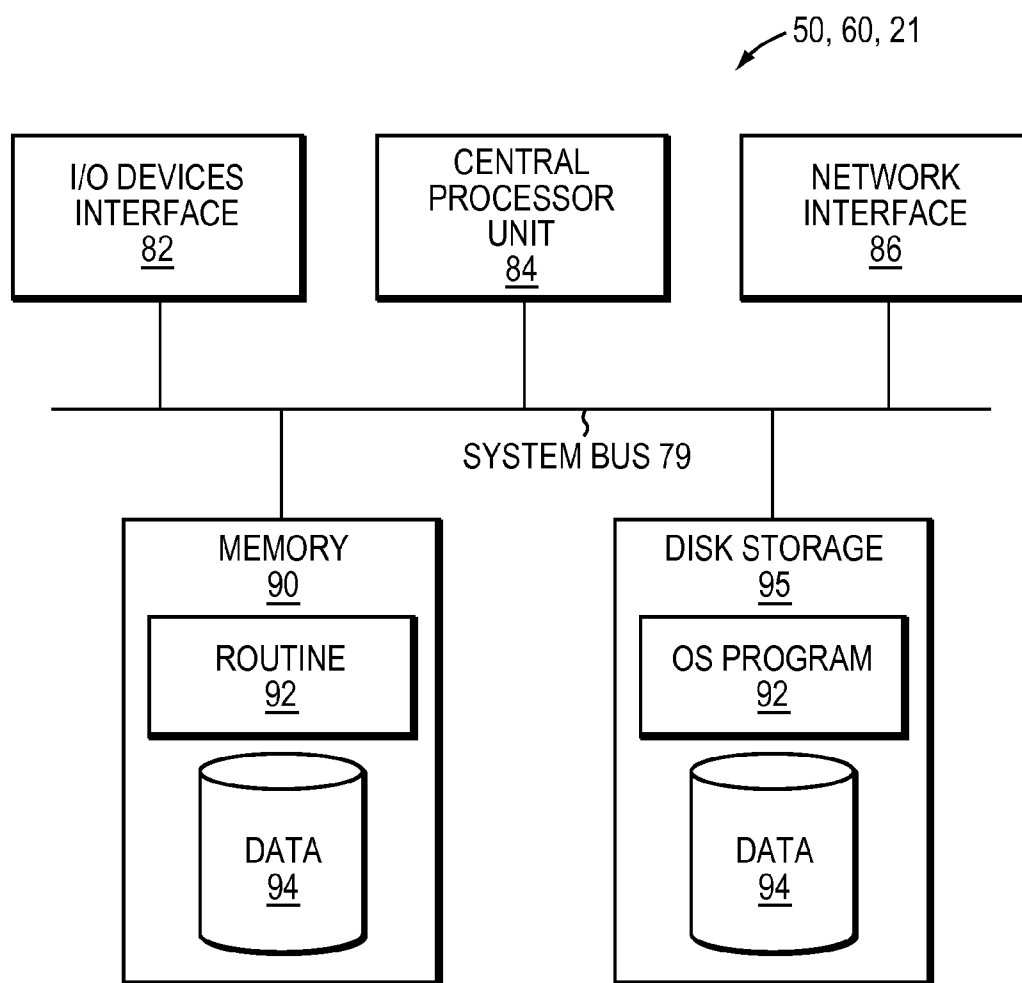 50, 60, 21
I/O DEVICES
INTERFACE
82
CENTRAL
PROCESSOR
UNIT
84
NETWORK
INTERFACE
86
SYSTEM BUS 79
MEMORY
90
ROUTINE
92
DATA
94
DISK STORAGE
95
OS PROGRAM
92
DATA
94